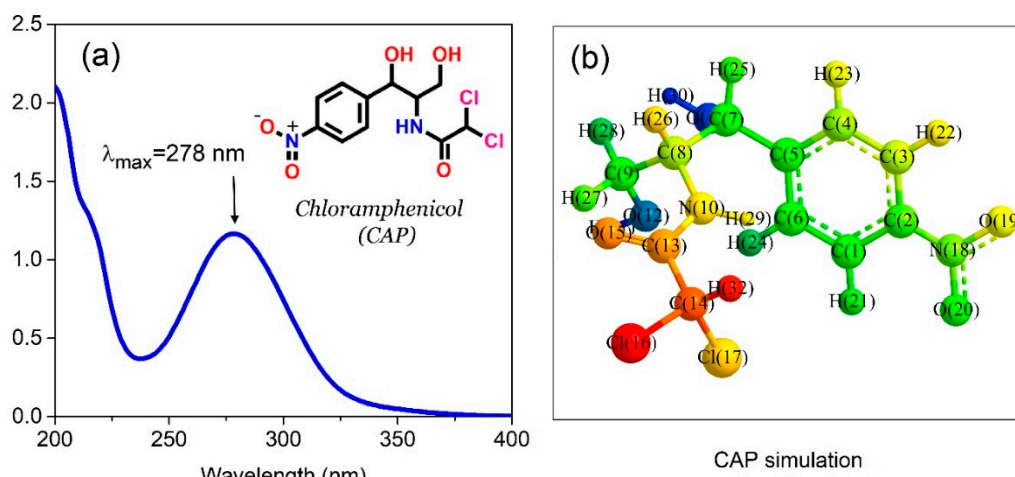 (a)
2.5
2.0
1.5
1.0
0.5
0.0
200
250
300
350
400
λmax=278 nm
OH OH
Cl
Cl
HN
O
O⁻
N⁺
O
Chloramphenicol
(CAP)
Wavelength (nm)
(b)
H(25)
H(23)
H(30)
H(28)
H(26)
C(7)
C(4)
H(22)
C(9)
C(8)
C(5)
C(3)
H(27)
O(12)
N(10)
H(29)
C(6)
C(2)
O(19)
O(15)
C(13)
H(24)
C(1)
N(18)
H(32)
C(14)
H(21)
O(20)
Cl(16)
Cl(17)
CAP simulation